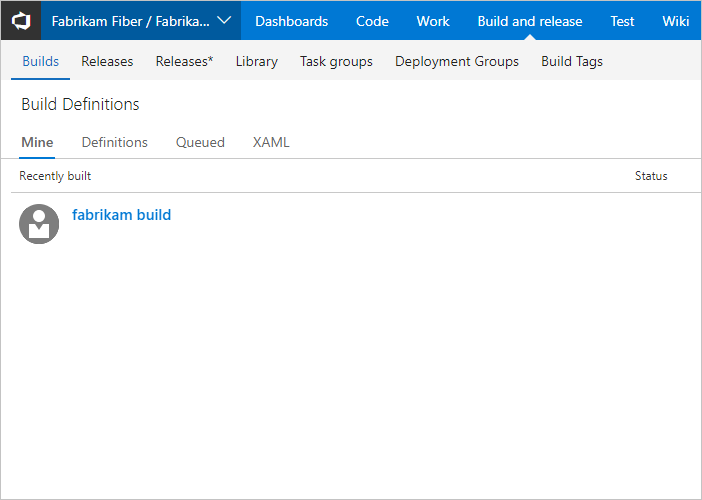 Fabrikam Fiber / Fabrika... Dashboards Code Work Build and release Test Wiki
Builds Releases Releases* Library Task groups Deployment Groups Build Tags
Build Definitions
Mine Definitions Queued XAML
Recently built Status
fabrikam build